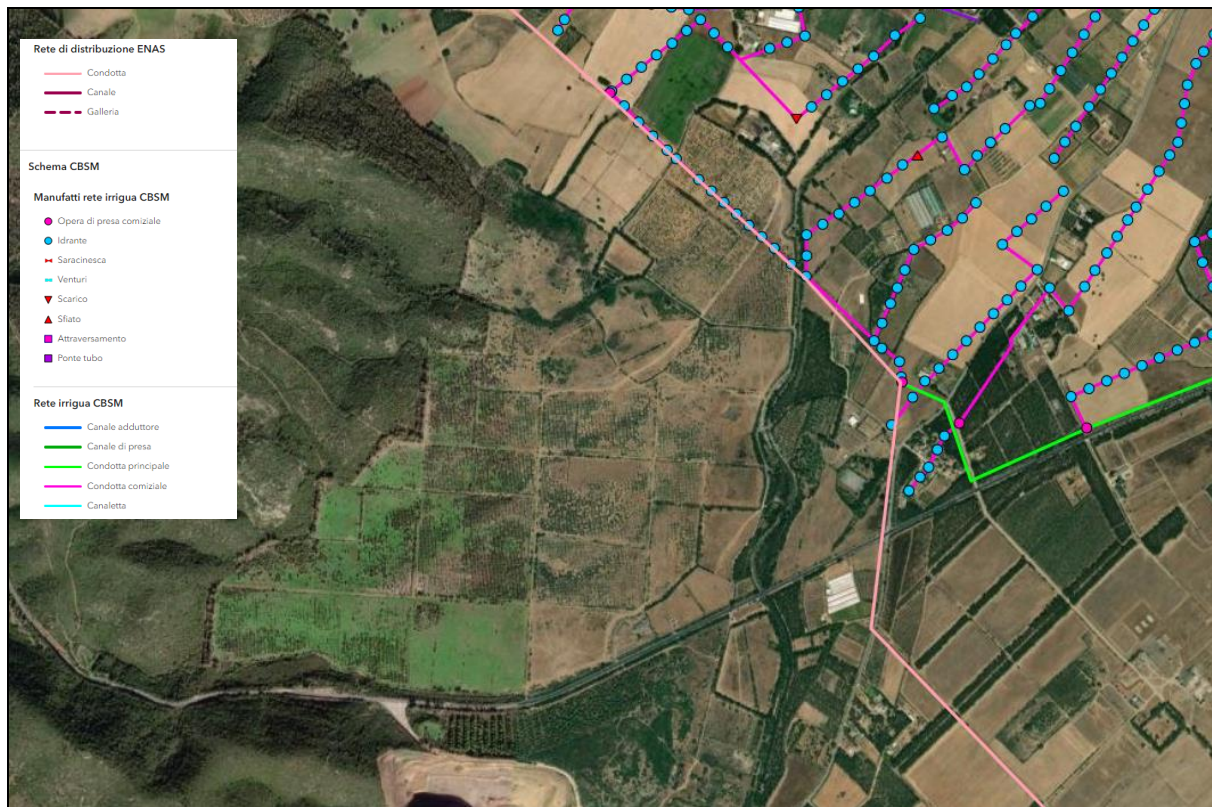 Rete di distribuzione ENAS
Condotta
Canale
Galleria
Schema CBSM
Manufatti rete irrigua CBSM
Opera di presa comiziale
Idrante
Saracinesca
Venturi
Scarico
Sfiato
Attraversamento
Ponte tubo
Rete irrigua CBSM
Canale adduttore
Canale di presa
Condotta principale
Condotta comiziale
Canaletta